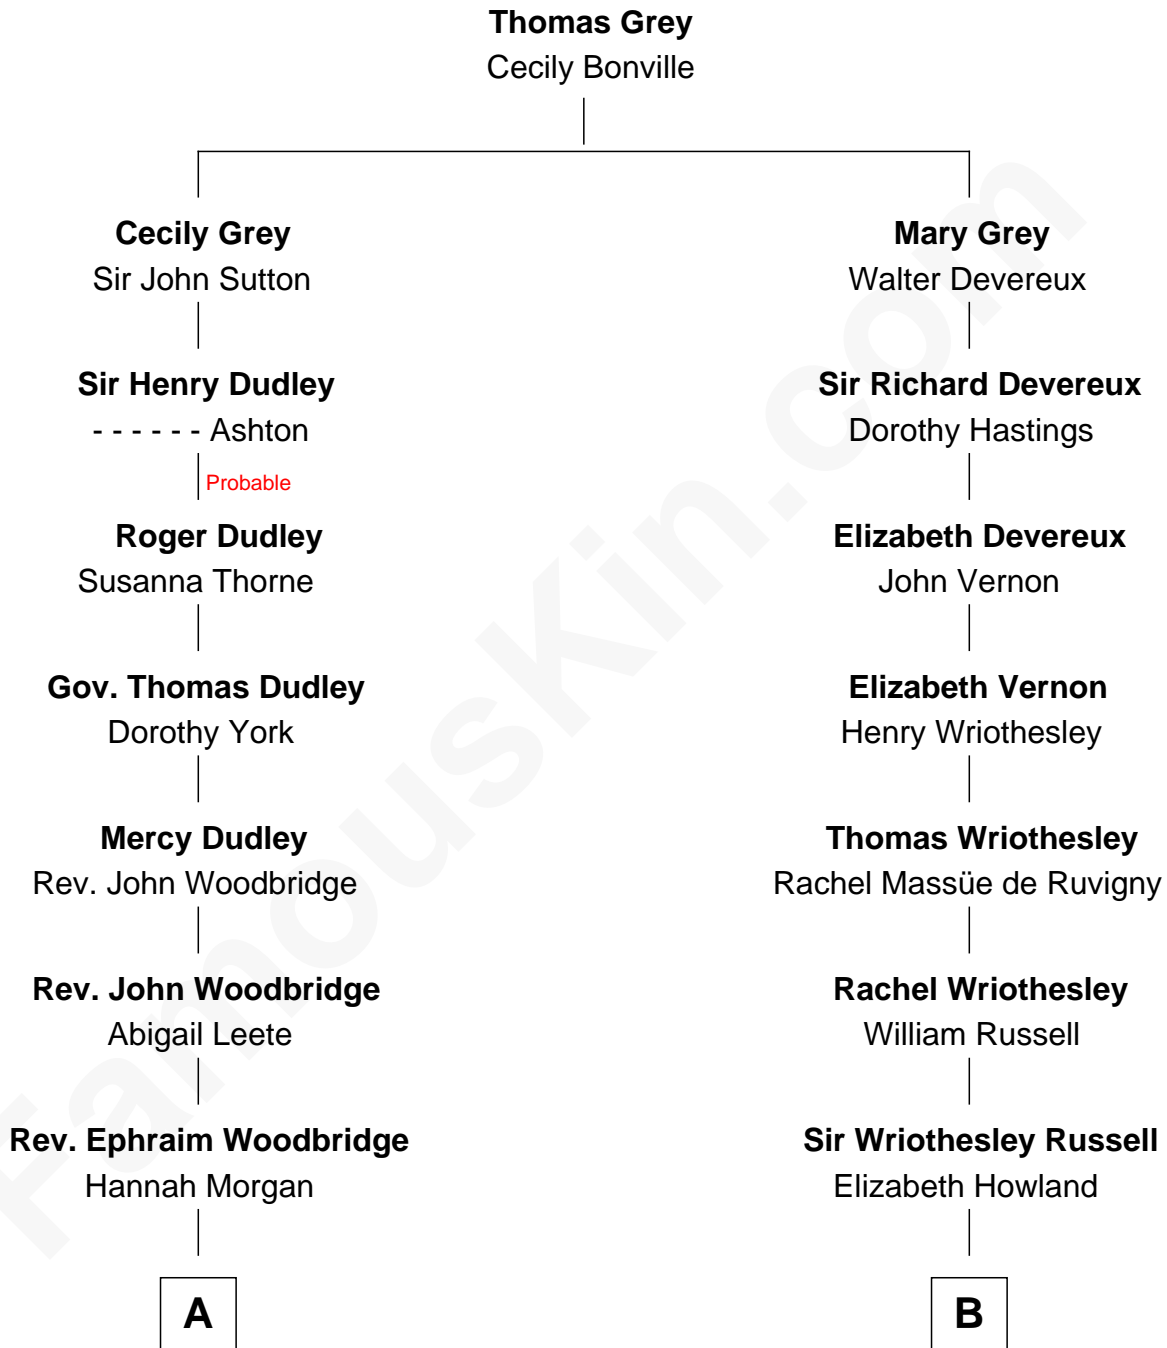 Thomas Grey
Cecily Bonville
Cecily Grey
Sir John Sutton
Sir Henry Dudley
- - - - - - Ashton
Probable
Roger Dudley
Susanna Thorne
Gov. Thomas Dudley
Dorothy York
Mercy Dudley
Rev. John Woodbridge
Rev. John Woodbridge
Abigail Leete
Rev. Ephraim Woodbridge
Hannah Morgan
A
Mary Grey
Walter Devereux
Sir Richard Devereux
Dorothy Hastings
Elizabeth Devereux
John Vernon
Elizabeth Vernon
Henry Wriothesley
Thomas Wriothesley
Rachel Massüe de Ruvigny
Rachel Wriothesley
William Russell
Sir Wriothesley Russell
Elizabeth Howland
B
FamousKin.com